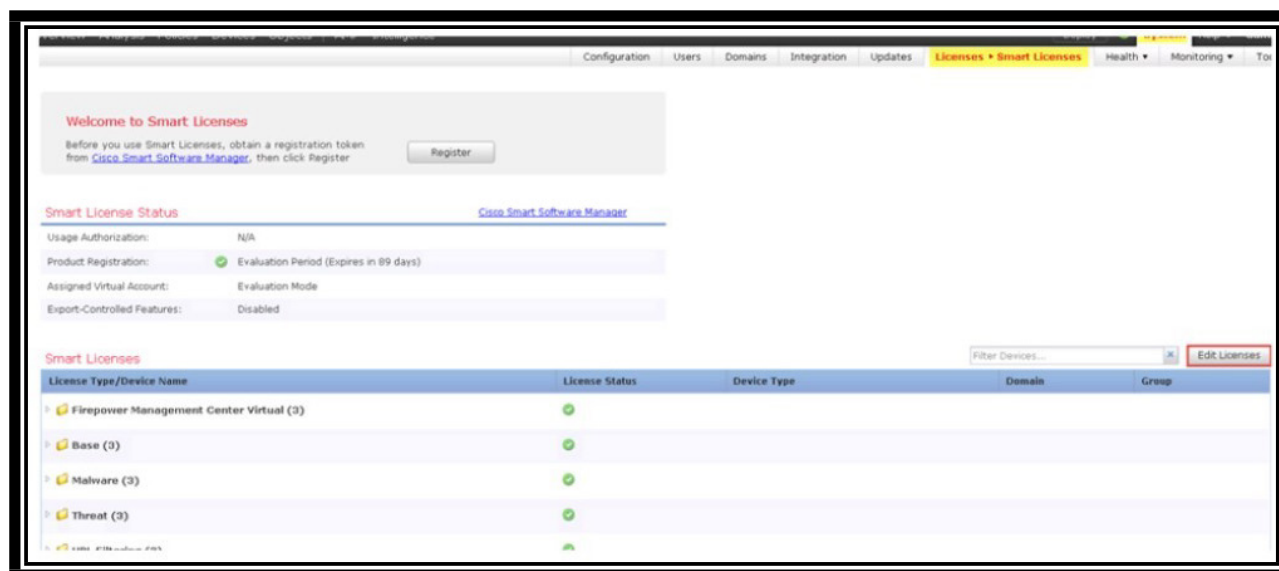 Configuration Users Domains Integration Updates Licenses ▸ Smart Licenses Health ▾ Monitoring ▾
Welcome to Smart Licenses
Before you use Smart Licenses, obtain a registration token
from Cisco Smart Software Manager, then click Register
Register
Smart License Status Cisco Smart Software Manager
Usage Authorization: N/A
Product Registration: Evaluation Period (Expires in 89 days)
Assigned Virtual Account: Evaluation Mode
Export-Controlled Features: Disabled
Smart Licenses Filter Devices... Edit Licenses
License Type/Device Name License Status Device Type Domain Group
Firepower Management Center Virtual (3)
Base (3)
Malware (3)
Threat (3)